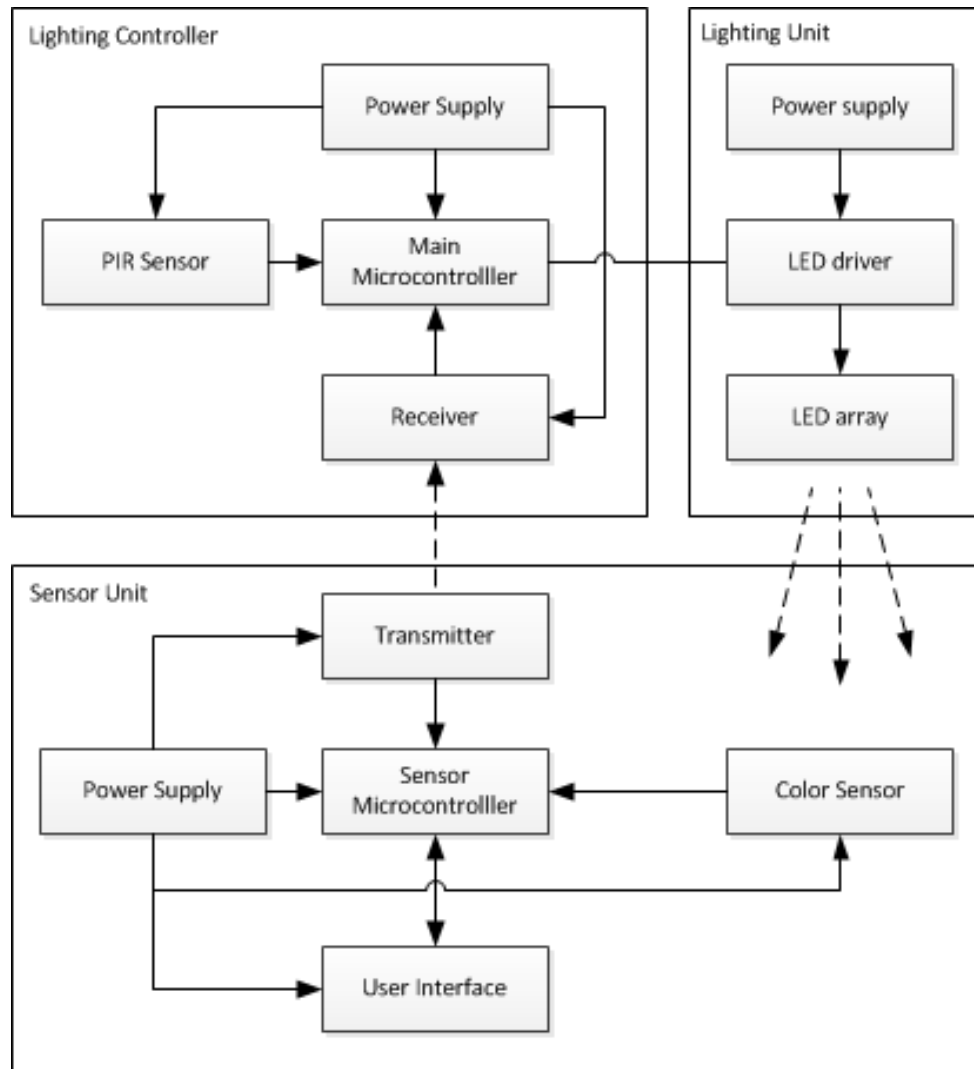 Lighting Controller
Power Supply
PIR Sensor
Main
Microcontrolller
Receiver
Lighting Unit
Power supply
LED driver
LED array
Sensor Unit
Transmitter
Power Supply
Sensor
Microcontrolller
Color Sensor
User Interface